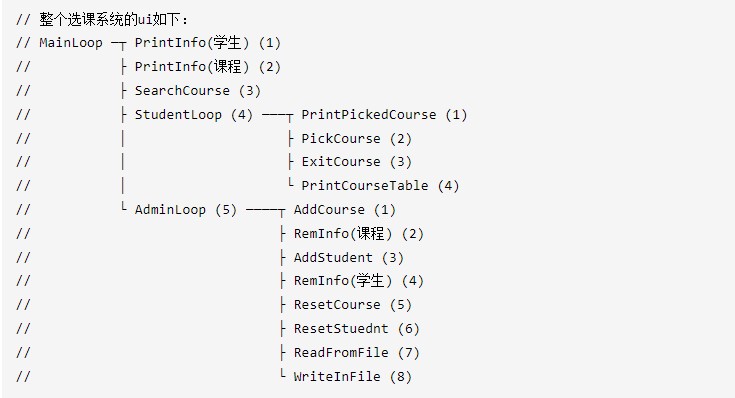 // 整个选课系统的ui如下：
// MainLoop ─┬ PrintInfo(学生) (1)
//           ├ PrintInfo(课程) (2)
//           ├ SearchCourse (3)
//           ├ StudentLoop (4) ───┬ PrintPickedCourse (1)
//           │                    ├ PickCourse (2)
//           │                    ├ ExitCourse (3)
//           │                    └ PrintCourseTable (4)
//           └ AdminLoop (5) ────┬ AddCourse (1)
//                               ├ RemInfo(课程) (2)
//                               ├ AddStudent (3)
//                               ├ RemInfo(学生) (4)
//                               ├ ResetCourse (5)
//                               ├ ResetStuednt (6)
//                               ├ ReadFromFile (7)
//                               └ WriteInFile (8)